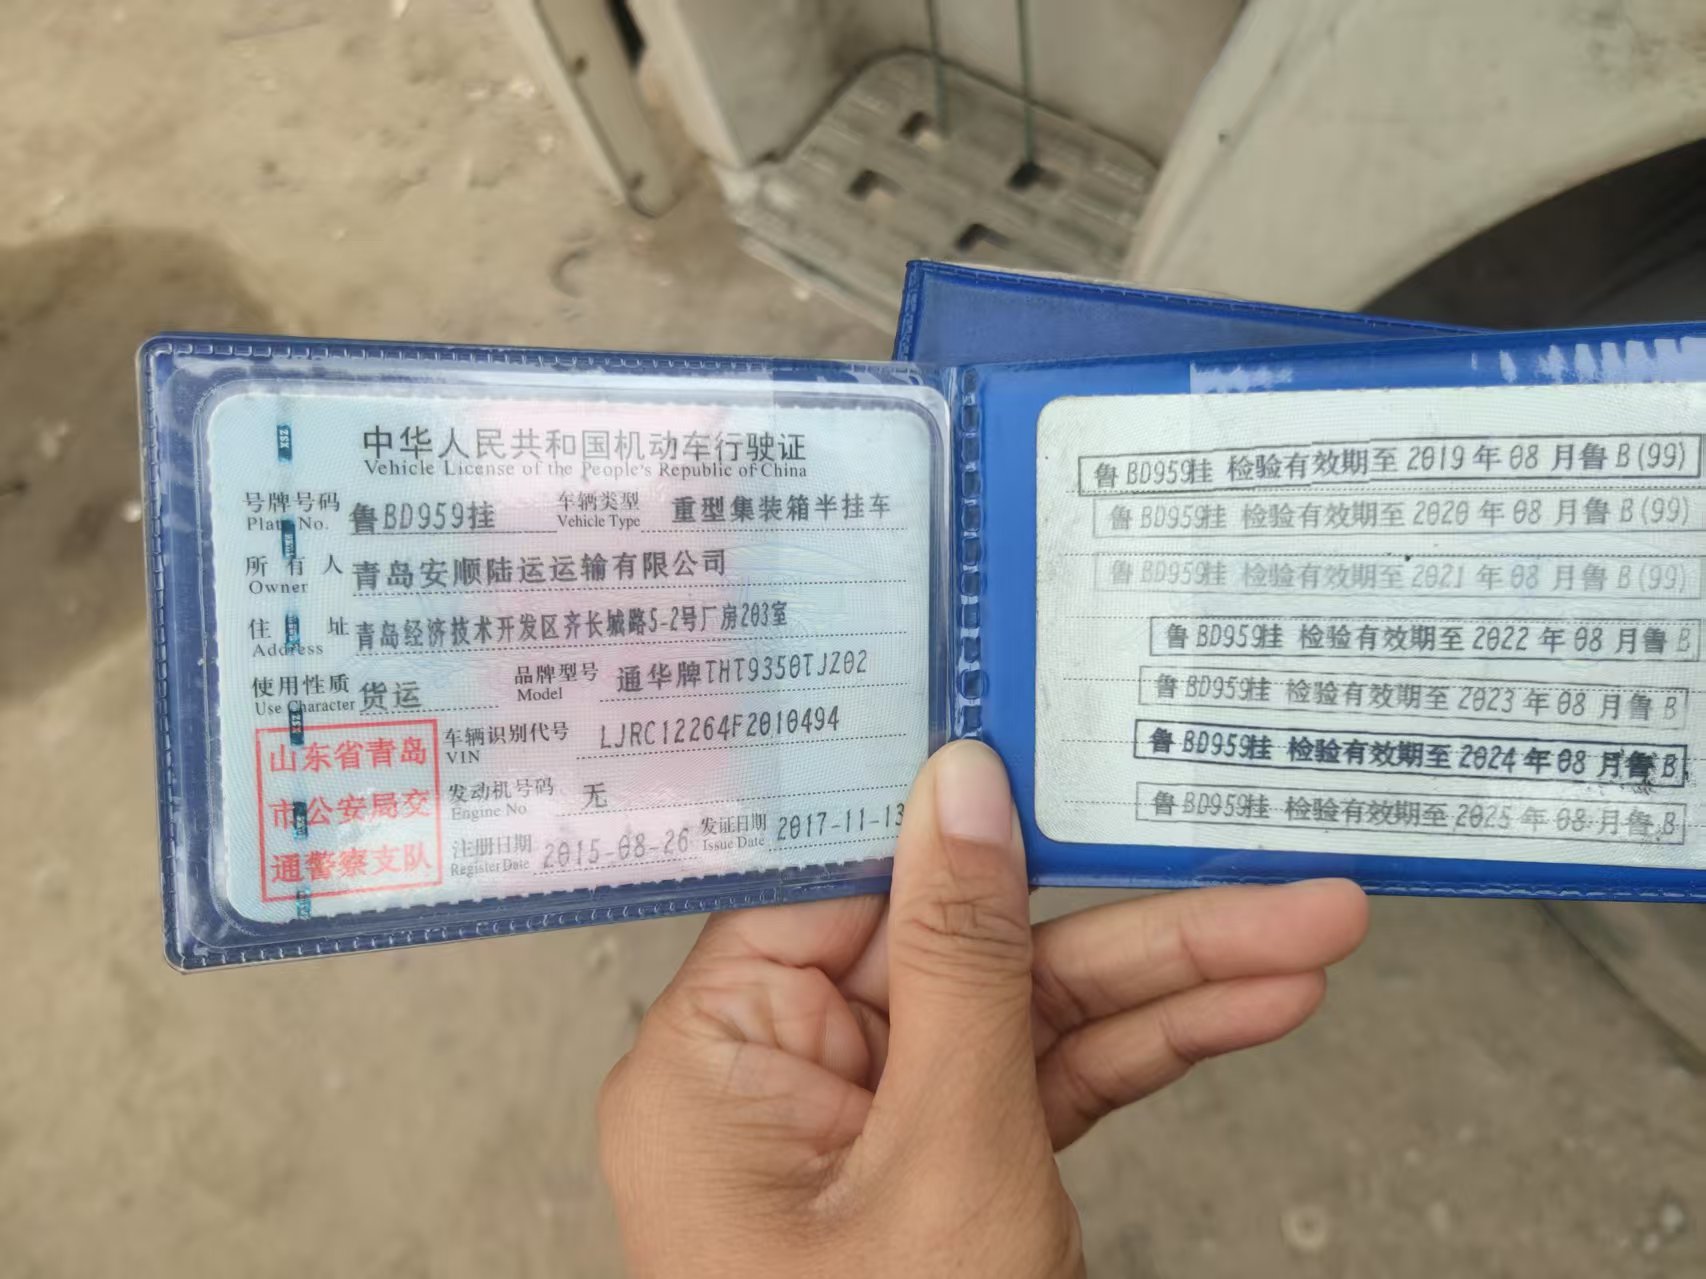 中华人民共和国机动车行驶证
Vehicle License of the People's Republic of China
号牌号码 鲁BD959挂 车辆类型 重型集装箱半挂车
Plate No. Vehicle Type
所有人 青岛安顺陆运运输有限公司
Owner
住址 青岛经济技术开发区齐长城路5-2号厂房203室
Address
使用性质 货运 品牌型号 通华牌THT9350TJZ02
Use Character Model
车辆识别代号 LJRC12264F2010494
VIN
发动机号码 无
Engine No
注册日期 2015-08-26 发证日期 2017-11-13
Register Date Issue Date
山东省青岛
市公安局交
通警察支队
鲁BD959挂 检验有效期至2019年08月鲁B(99)
鲁BD959挂 检验有效期至2020年08月鲁B(99)
鲁BD959挂 检验有效期至2021年08月鲁B(99)
鲁BD959挂 检验有效期至2022年08月鲁B
鲁BD959挂 检验有效期至2023年08月鲁B
鲁BD959挂 检验有效期至2024年08月鲁B
鲁BD959挂 检验有效期至2025年08月鲁B